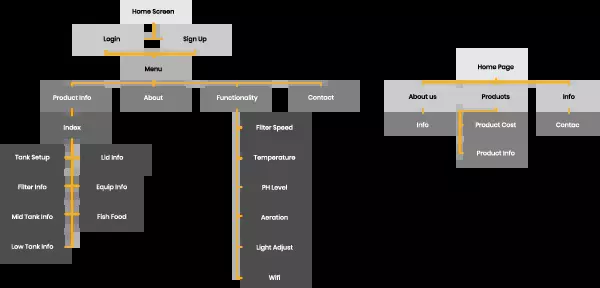 Home Screen
Login
Sign Up
Menu
Product Info
About
Functionality
Contact
Index
Tank Setup
Lid Info
Filter Info
Equip Info
Mid Tank Info
Fish Food
Low Tank Info
Filter Speed
Temperature
PH Level
Aeration
Light Adjust
Wifi
Home Page
About us
Products
Info
Info
Product Cost
Contac
Product Info